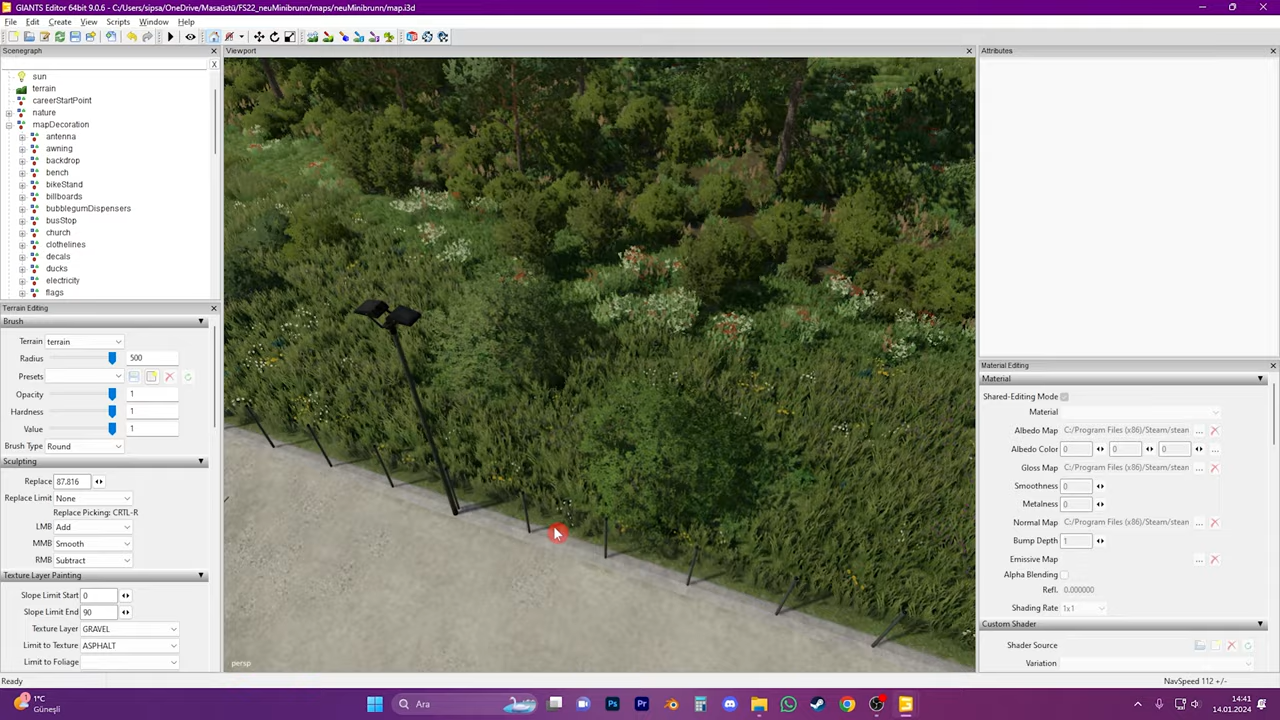 GIANTS Editor 64bit 9.0.6 - C:/Users/sipsa/OneDrive/Masaüstü/FS22_neuMinibrunn/maps/neuMinibrunn/map.i3d
File Edit Create View Scripts Window Help
Scenegraph
X
sun
terrain
careerStartPoint
nature
mapDecoration
antenna
awning
backdrop
bench
bikeStand
billboards
bubblegumDispensers
busStop
church
clothelines
decals
ducks
electricity
flags
Terrain Editing
Brush
Terrain terrain
Radius 500
Presets
Opacity 1
Hardness 1
Value 1
Brush Type Round
Sculpting
Replace 87.816
Replace Limit None
Replace Picking: CRTL-R
LMB Add
MMB Smooth
RMB Subtract
Texture Layer Painting
Slope Limit Start 0
Slope Limit End 90
Texture Layer GRAVEL
Limit to Texture ASPHALT
Limit to Foliage
Viewport
persp
Attributes
Material Editing
Material
Shared-Editing Mode
Material
Albedo Map C:/Program Files (x86)/Steam/stean ...
Albedo Color 0 0 0 ...
Gloss Map C:/Program Files (x86)/Steam/stean ...
Smoothness 0
Metalness 0
Normal Map C:/Program Files (x86)/Steam/stean ...
Bump Depth 1
Emissive Map ...
Alpha Blending
Refl. 0.000000
Shading Rate 1x1
Custom Shader
Shader Source
Variation
Ready
NavSpeed 112 +/-
1°C
Güneşli
Ara
14:41
14.01.2024